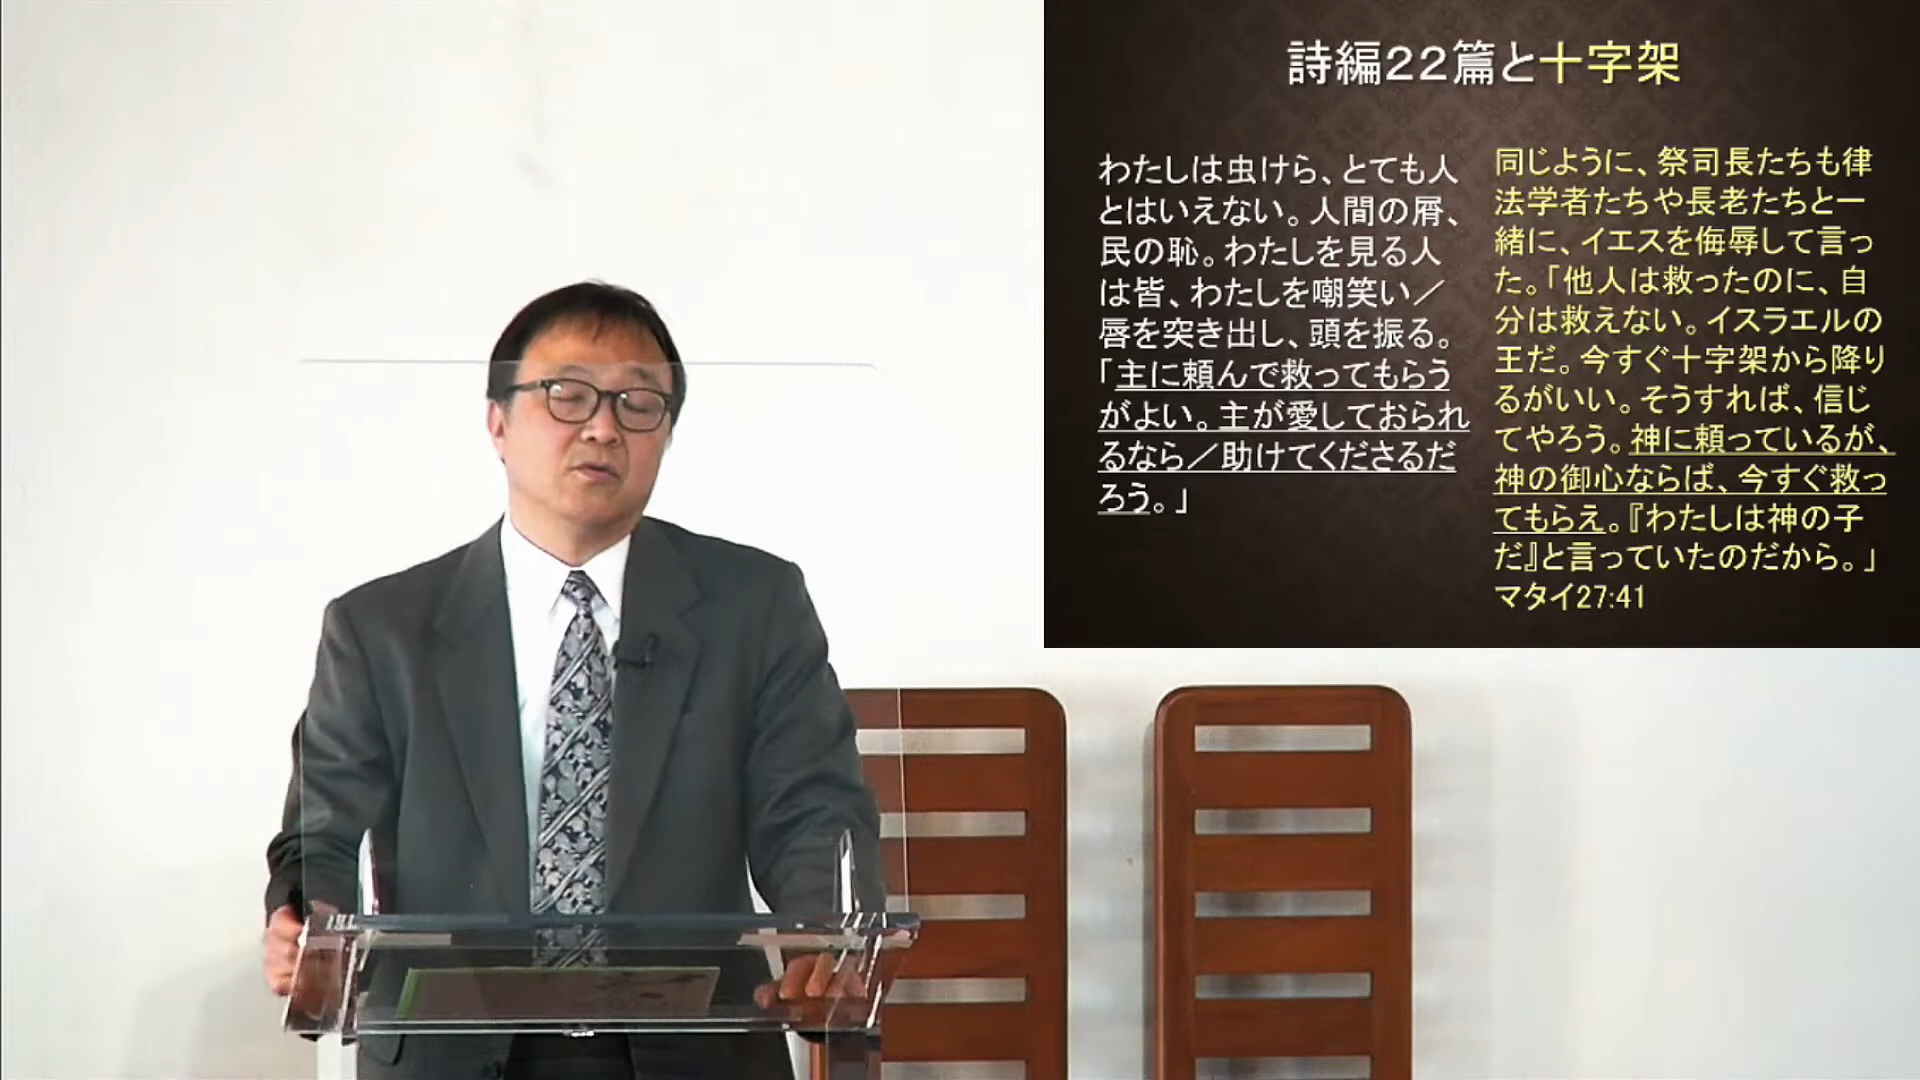 詩編２２篇と十字架
わたしは虫けら、とても人
とはいえない。人間の屑、
民の恥。わたしを見る人
は皆、わたしを嘲笑い／
唇を突き出し、頭を振る。
「主に頼んで救ってもらう
がよい。主が愛しておられ
るなら／助けてくださるだ
ろう。」
同じように、祭司長たちも律
法学者たちや長老たちと一
緒に、イエスを侮辱して言っ
た。「他人は救ったのに、自
分は救えない。イスラエルの
王だ。今すぐ十字架から降り
るがいい。そうすれば、信じ
てやろう。神に頼っているが、
神の御心ならば、今すぐ救っ
てもらえ。『わたしは神の子
だ』と言っていたのだから。」
マタイ27:41